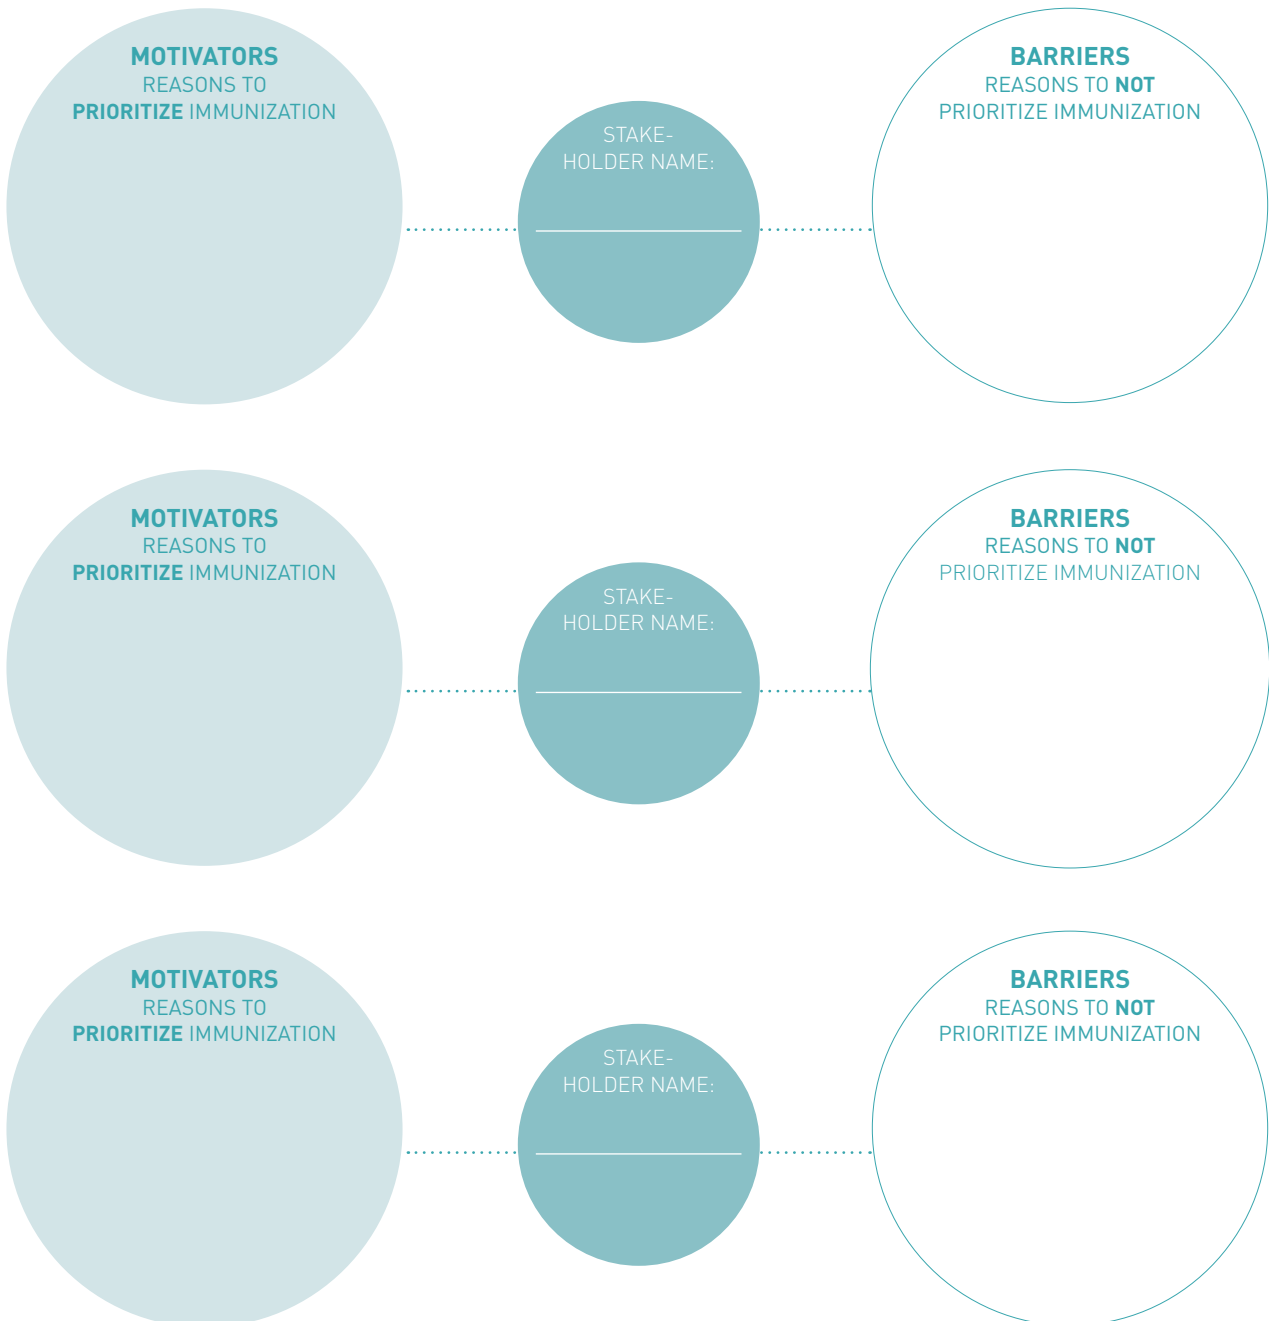 MOTIVATORS
REASONS TO
PRIORITIZE IMMUNIZATION
STAKE-
HOLDER NAME:
BARRIERS
REASONS TO NOT
PRIORITIZE IMMUNIZATION
MOTIVATORS
REASONS TO
PRIORITIZE IMMUNIZATION
STAKE-
HOLDER NAME:
BARRIERS
REASONS TO NOT
PRIORITIZE IMMUNIZATION
MOTIVATORS
REASONS TO
PRIORITIZE IMMUNIZATION
STAKE-
HOLDER NAME:
BARRIERS
REASONS TO NOT
PRIORITIZE IMMUNIZATION